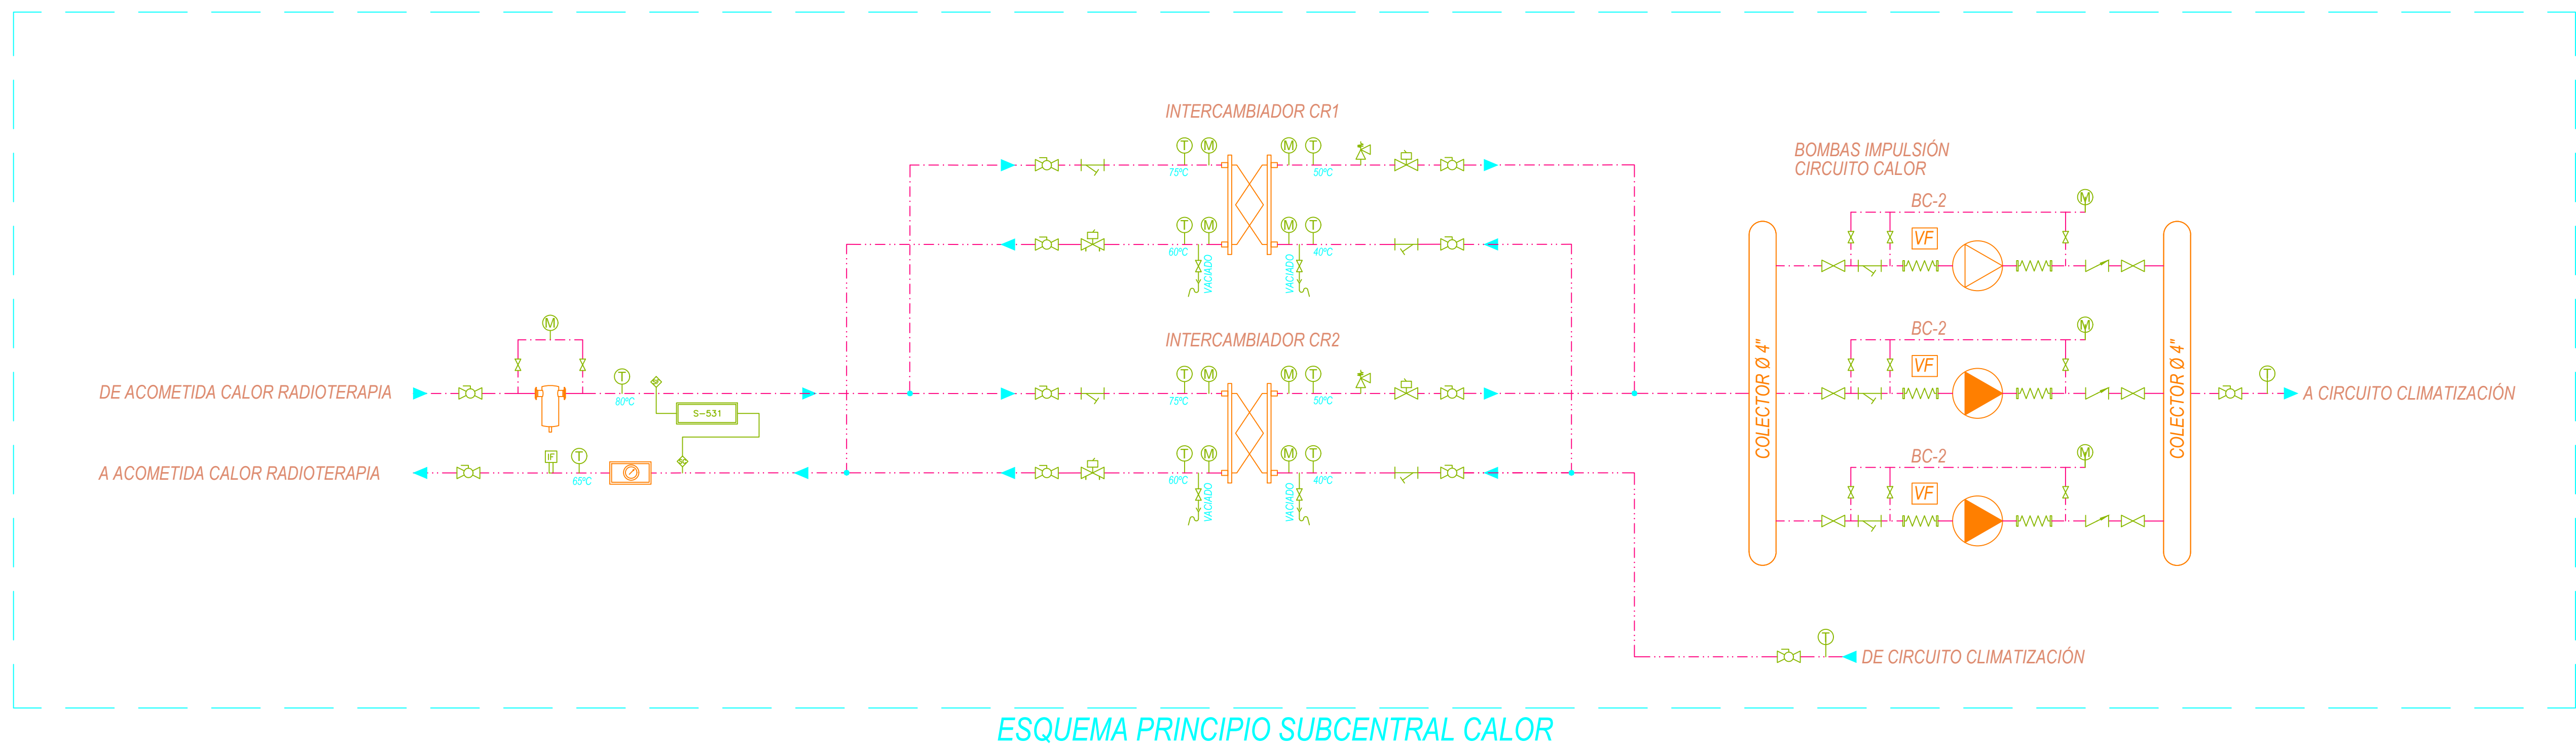 INTERCAMBIADOR CR1
T M M T
75ºC 50ºC
T M M T
60ºC 40ºC
VACIADO VACIADO
BOMBAS IMPULSIÓN
CIRCUITO CALOR
BC-2
M
VF
INTERCAMBIADOR CR2
T M M T
75ºC 50ºC
T M M T
60ºC 40ºC
VACIADO VACIADO
M
DE ACOMETIDA CALOR RADIOTERAPIA
T
80ºC
S-531
A ACOMETIDA CALOR RADIOTERAPIA
IF
T
65ºC
COLECTOR Ø 4"
BC-2
M
VF
BC-2
M
VF
COLECTOR Ø 4"
T
A CIRCUITO CLIMATIZACIÓN
T
DE CIRCUITO CLIMATIZACIÓN
ESQUEMA PRINCIPIO SUBCENTRAL CALOR